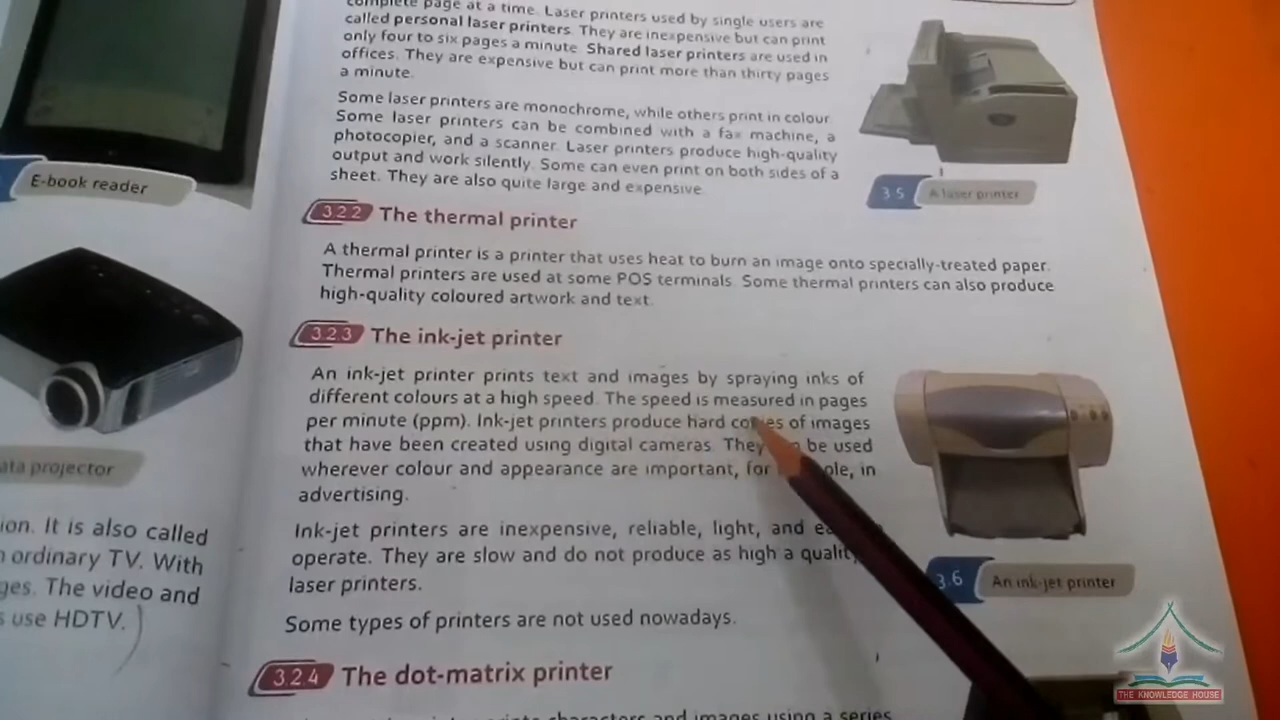 complete page at a time. Laser printers used by single users are
called personal laser printers. They are inexpensive but can print
only four to six pages a minute. Shared laser printers are used in
offices. They are expensive but can print more than thirty pages
a minute.
Some laser printers are monochrome, while others print in colour.
Some laser printers can be combined with a fax machine, a
photocopier, and a scanner. Laser printers produce high-quality
output and work silently. Some can even print on both sides of a
sheet. They are also quite large and expensive.
3.5 A laser printer
E-book reader
3.2.2 The thermal printer
A thermal printer is a printer that uses heat to burn an image onto specially-treated paper.
Thermal printers are used at some POS terminals. Some thermal printers can also produce
high-quality coloured artwork and text.
3.2.3 The ink-jet printer
An ink-jet printer prints text and images by spraying inks of
different colours at a high speed. The speed is measured in pages
per minute (ppm). Ink-jet printers produce hard copies of images
that have been created using digital cameras. They be used
wherever colour and appearance are important, for in
advertising.
Ink-jet printers are inexpensive, reliable, light, and
operate. They are slow and do not produce as high a quality
laser printers.
3.6 An ink-jet printer
Some types of printers are not used nowadays.
3.2.4 The dot-matrix printer
characters and images using a series
projector
It is also called
ordinary TV. With
The video and
use HDTV.
THE KNOWLEDGE HOUSE